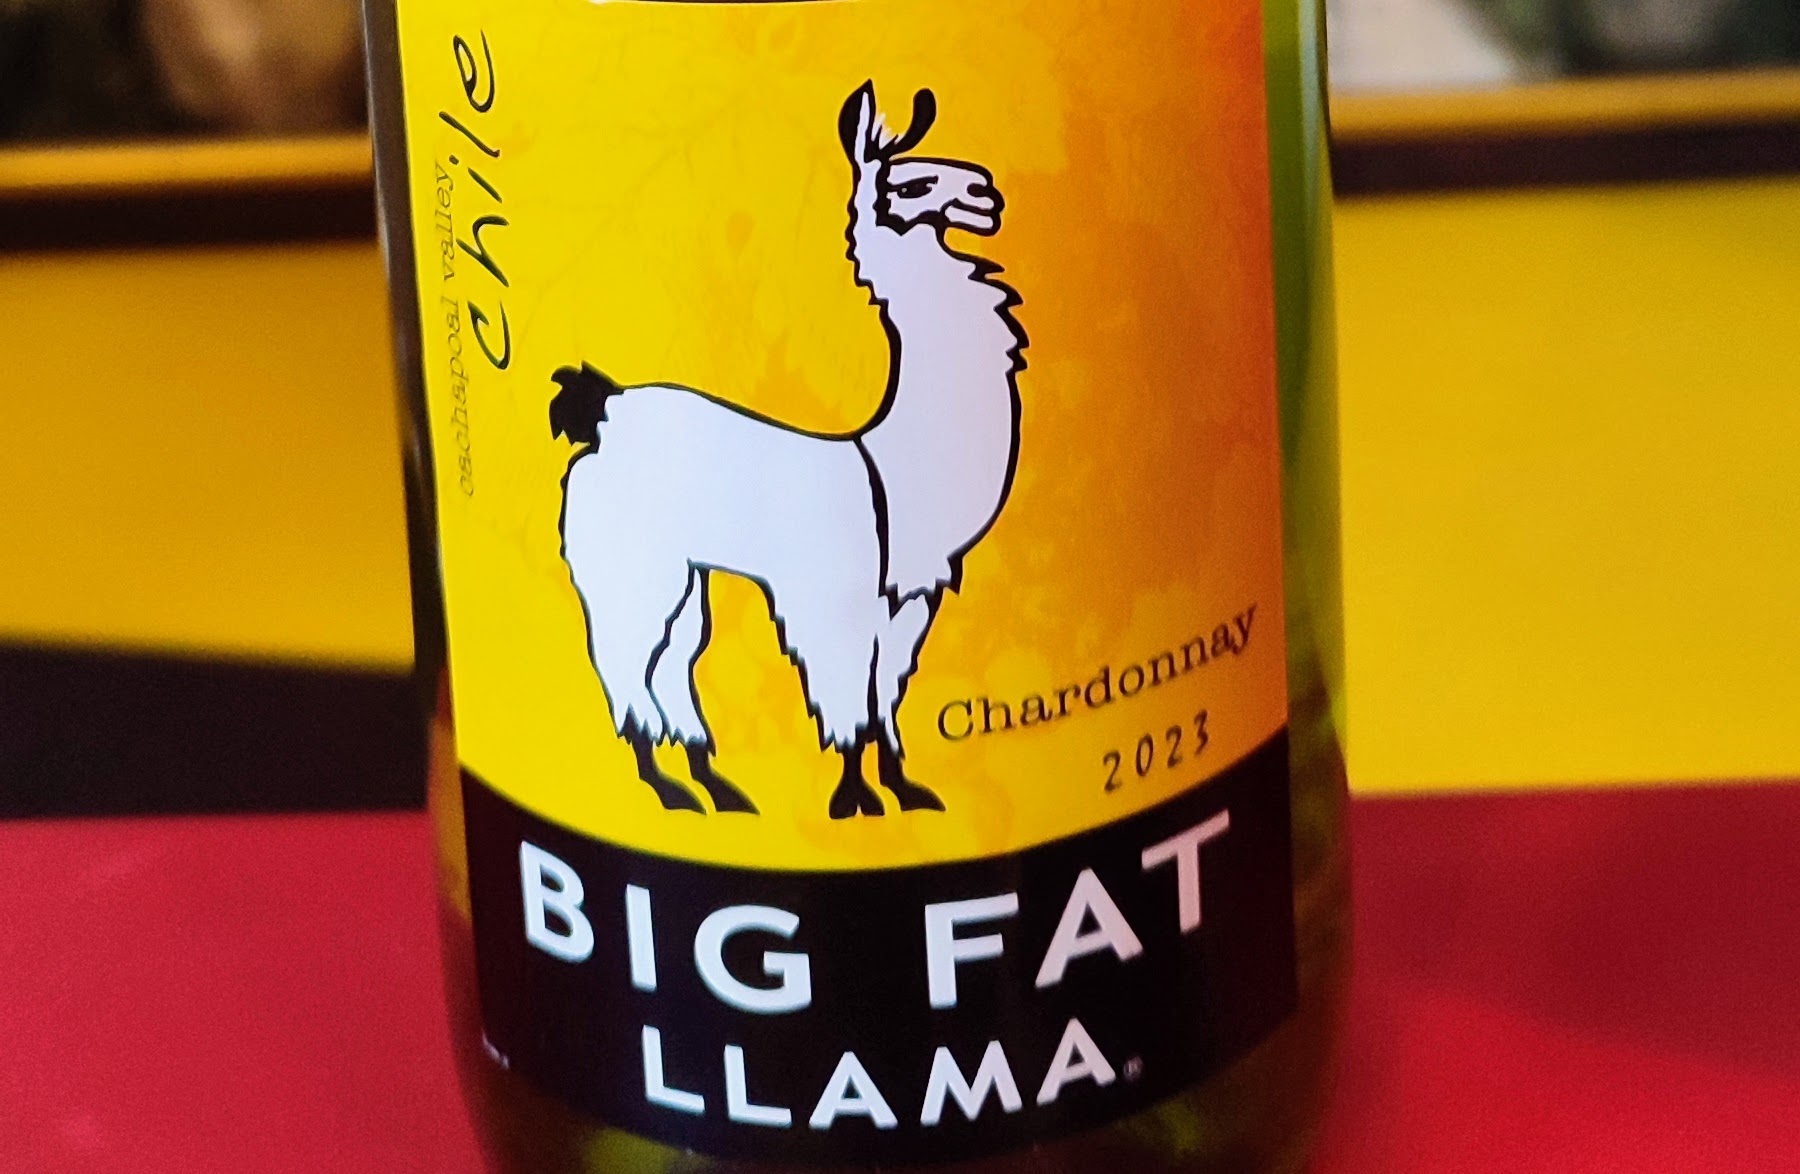 chile
cachapoal valley
Chardonnay
2023
BIG FAT
LLAMA®